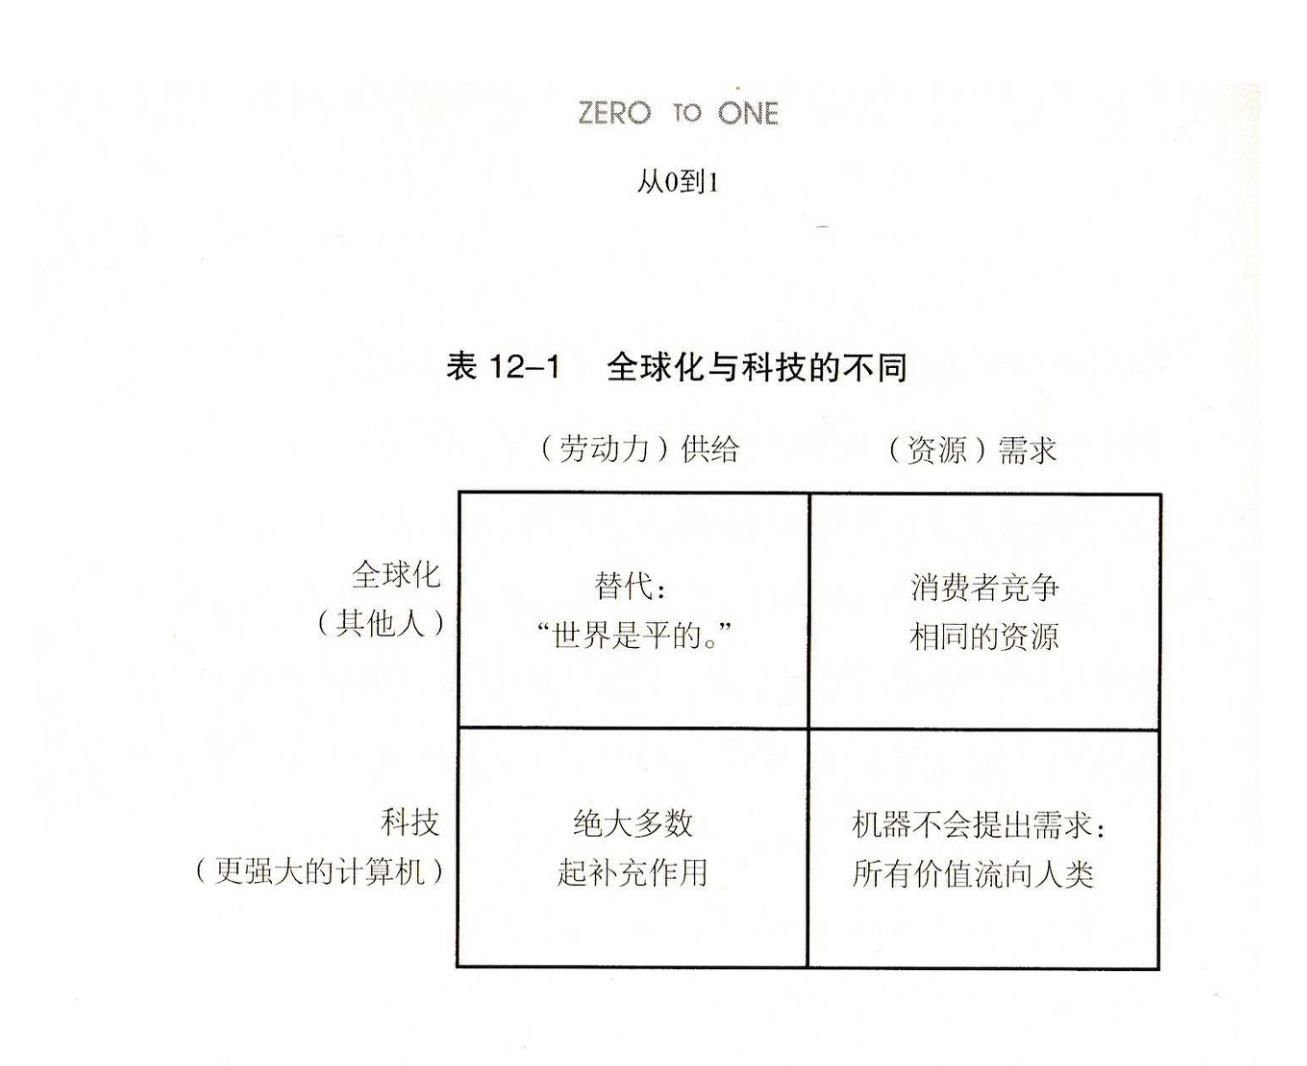 ZERO TO ONE
从0到1
表 12–1 全球化与科技的不同
（劳动力）供给 （资源）需求
全球化
（其他人）
替代：
“世界是平的。”
消费者竞争
相同的资源
科技
（更强大的计算机）
绝大多数
起补充作用
机器不会提出需求：
所有价值流向人类